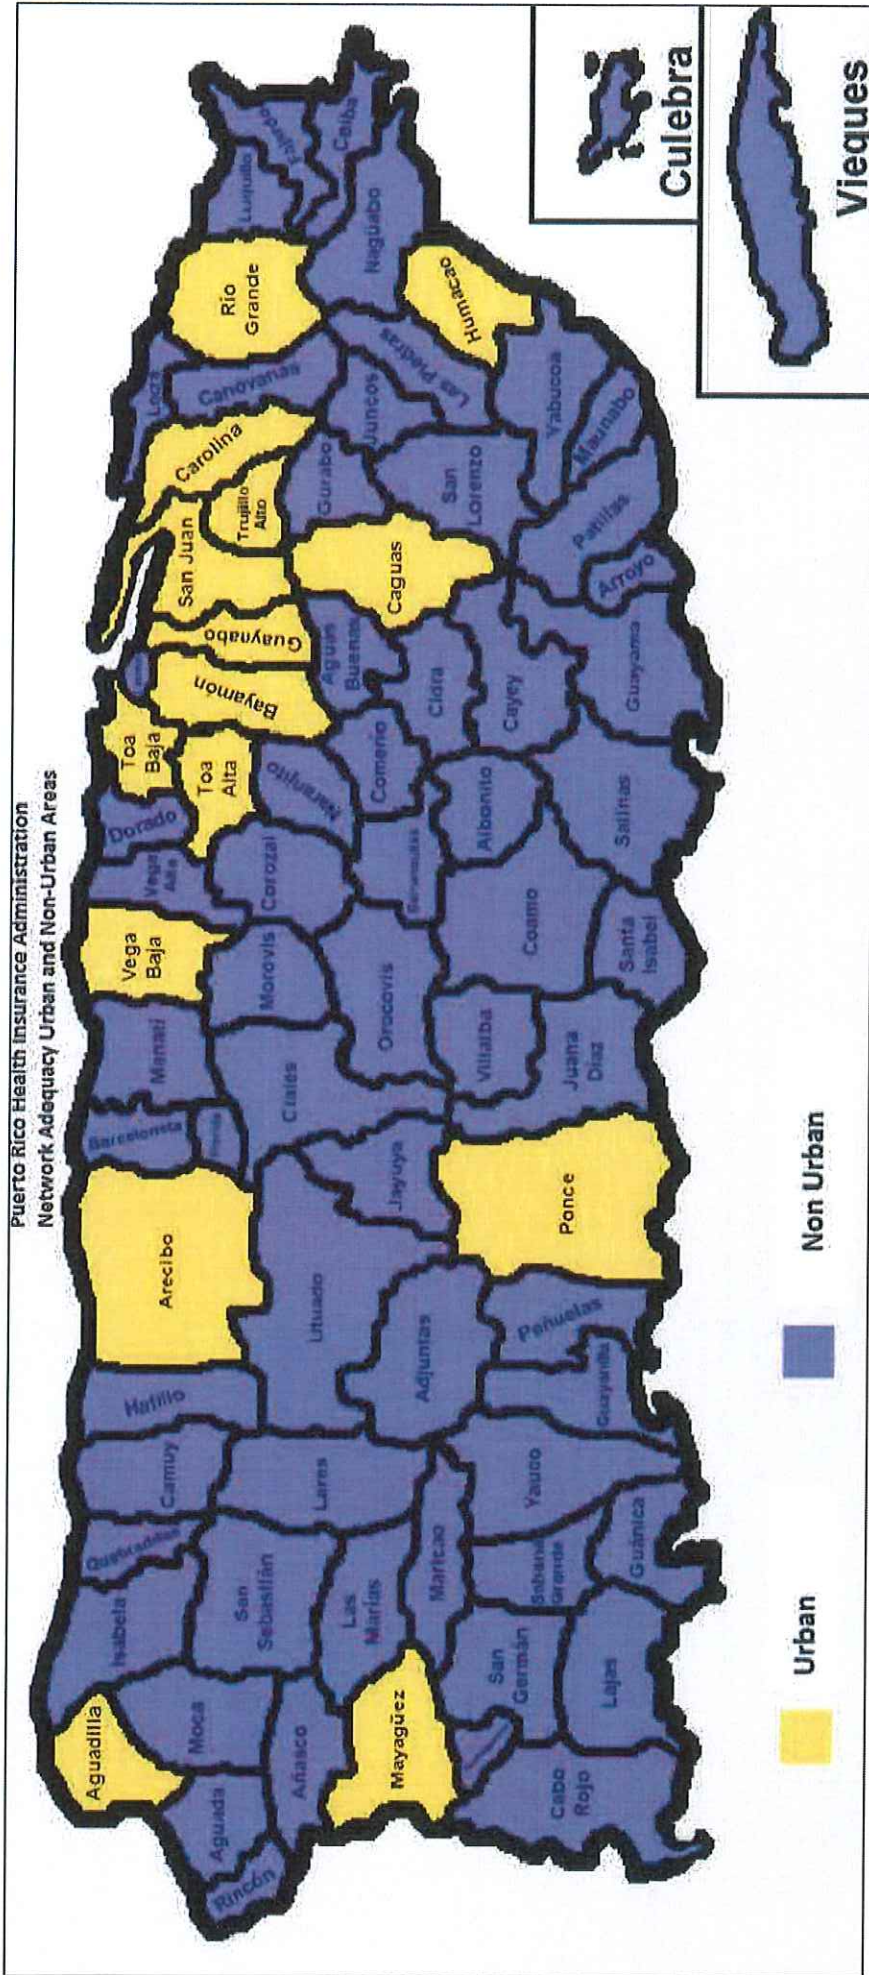 Puerto Rico Health Insurance Administration
Network Adequacy Urban and Non-Urban Areas
Aguadilla
Isabela
Quebradillas
Camuy
Hatillo
Arecibo
Barceloneta
Manatí
Vega
Baja
Vega
Alta
Dorado
Toa
Baja
Toa
Alta
Bayamón
Guaynabo
San Juan
Trujillo
Alto
Carolina
Loiza
Canovanas
Río
Grande
Luquillo
Fajardo
Ceiba
Aguada
Rincón
Moca
San
Sebastián
Lares
Utuado
Ciales
Morovis
Corozal
Naranjito
Aguas
Buenas
Caguas
Gurabo
Juncos
Las Piedras
Naguabo
Humacao
Añasco
Las
Marías
Mayagüez
Maricao
Adjuntas
Jayuya
Orocovis
Comerío
Cidra
San
Lorenzo
Yabucoa
Cabo
Rojo
San
Germán
Sabana
Grande
Yauco
Guayanilla
Peñuelas
Ponce
Villalba
Juana
Díaz
Coamo
Aibonito
Cayey
Patillas
Maunabo
Lajas
Guánica
Santa
Isabel
Salinas
Guayama
Arroyo
Culebra
Vieques
Urban
Non Urban